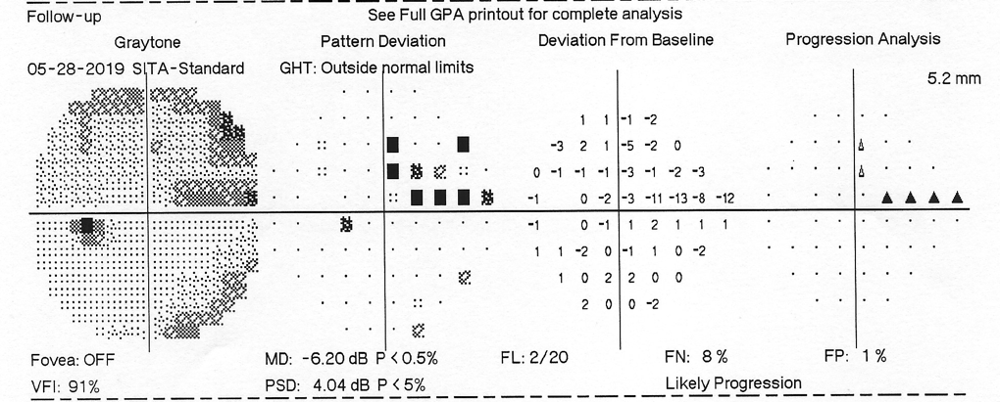 Follow-up See Full GPA printout for complete analysis
Graytone Pattern Deviation Deviation From Baseline Progression Analysis
05-28-2019 SITA-Standard GHT: Outside normal limits
5.2 mm
1 1 -1 -2
-3 2 1 -5 -2 0
0 -1 -1 -1 -3 -1 -2 -3
-1 0 -2 -3 -11 -13 -8 -12
-1 0 -1 1 2 1 1 1
1 1 -2 0 -1 1 0 -2
1 0 2 2 0 0
2 0 0 -2
Fovea: OFF MD: -6.20 dB P < 0.5% FL: 2/20 FN: 8 % FP: 1 %
VFI: 91% PSD: 4.04 dB P < 5% Likely Progression